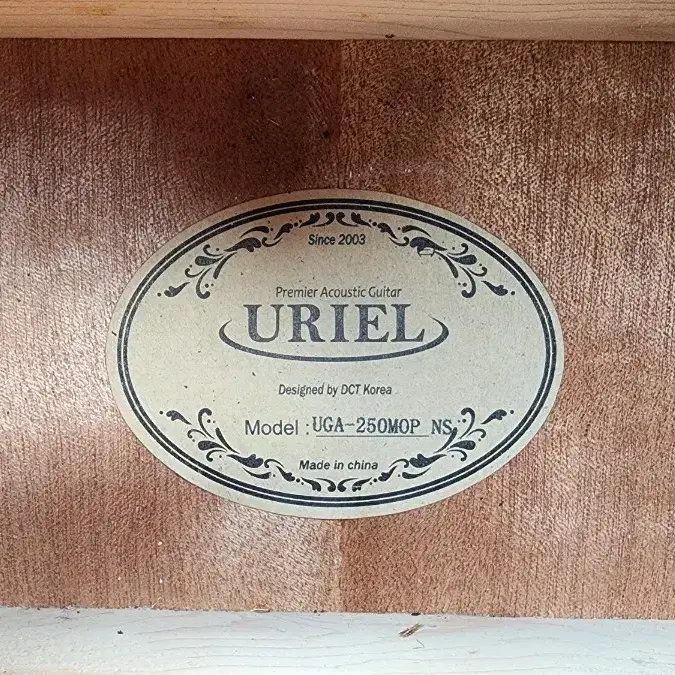 Since 2003
Premier Acoustic Guitar
URIEL
Designed by DCT Korea
Model : UGA-250MOP NS
Made in china